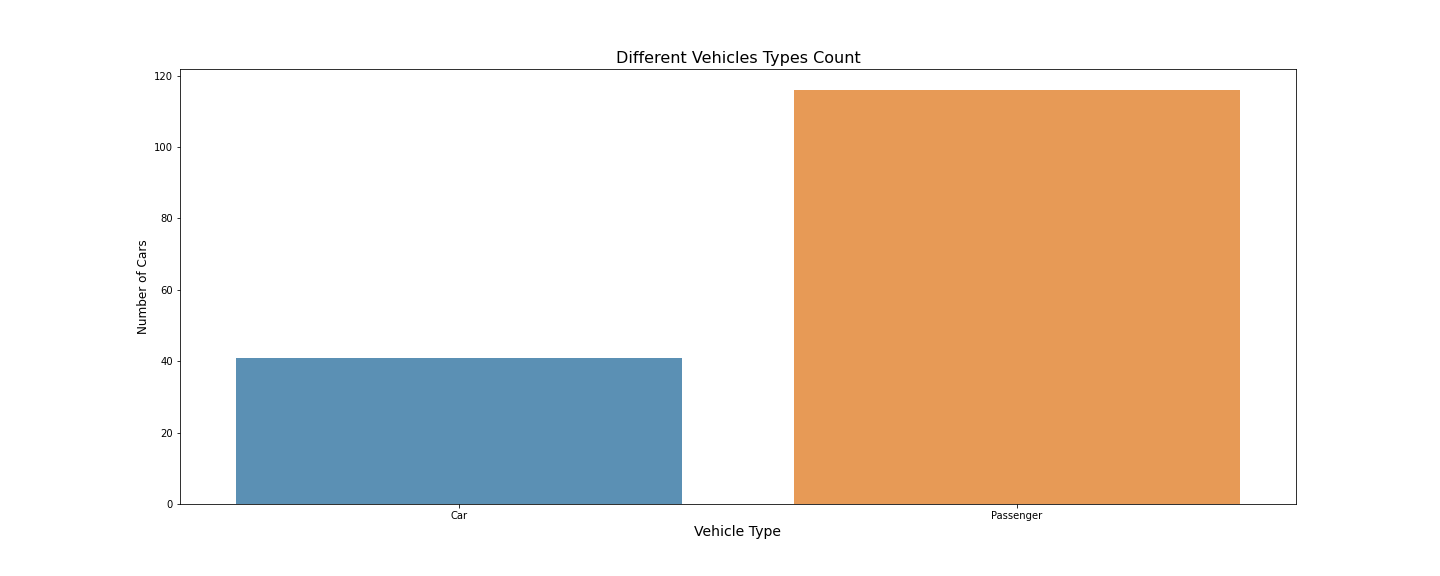 Different Vehicles Types Count
120
100
80
60
40
20
0
Number of Cars
Car
Passenger
Vehicle Type